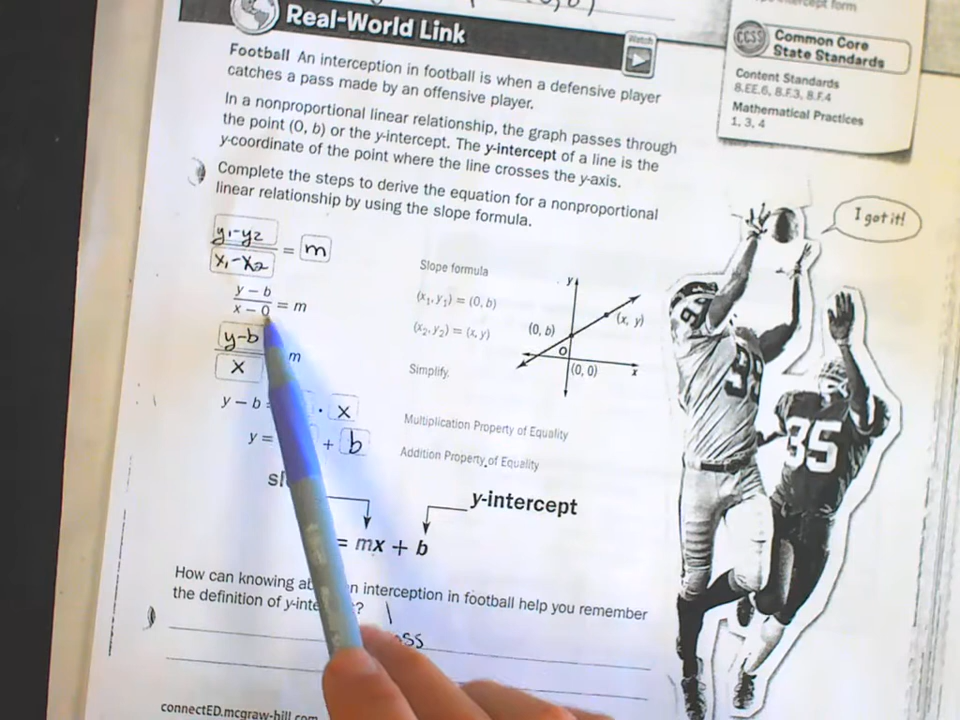 Real-World Link
Watch
Football An interception in football is when a defensive player
catches a pass made by an offensive player.
In a nonproportional linear relationship, the graph passes through
the point (0, b) or the y-intercept. The y-intercept of a line is the
y-coordinate of the point where the line crosses the y-axis.
Complete the steps to derive the equation for a nonproportional
linear relationship by using the slope formula.
y₁-y₂
x₁-x₂
= m
Slope formula
y − b
x − 0
= m
(x₁, y₁) = (0, b)
(x₂, y₂) = (x, y)
y-b
x
m
Simplify.
y − b = · x
Multiplication Property of Equality
y = + b
Addition Property of Equality
y
(x, y)
(0, b)
O
(0, 0)
x
y-intercept
= mx + b
How can knowing an interception in football help you remember
the definition of ?
connectED.mcgraw-hill.com
form
CCSS
Common Core
State Standards
Content Standards
8.EE.6, 8.F.3, 8.F.4
Mathematical Practices
1, 3, 4
I got it!
35